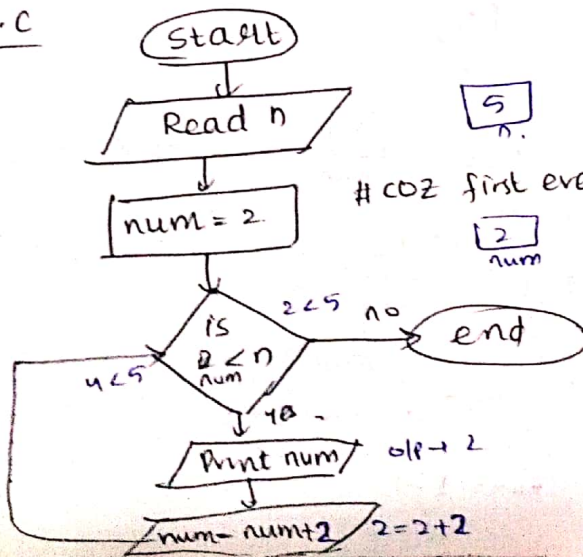 .C
Start
Read n
5
n.
num = 2.
# coz first eve
2
num
is
num < n
2<5
no
end
4<5
yes
Print num
o/p → 2
num = num+2
2=2+2